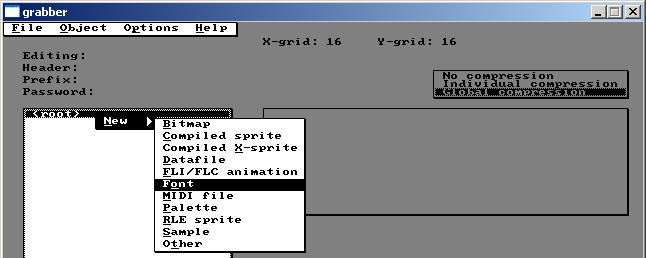 grabber
File Object Options Help
X-grid: 16 Y-grid: 16
Editing:
Header:
Prefix:
Password:
No compression
Individual compression
Global compression
<root>
New
Bitmap
Compiled sprite
Compiled X-sprite
Datafile
FLI/FLC animation
Font
MIDI file
Palette
RLE sprite
Sample
Other